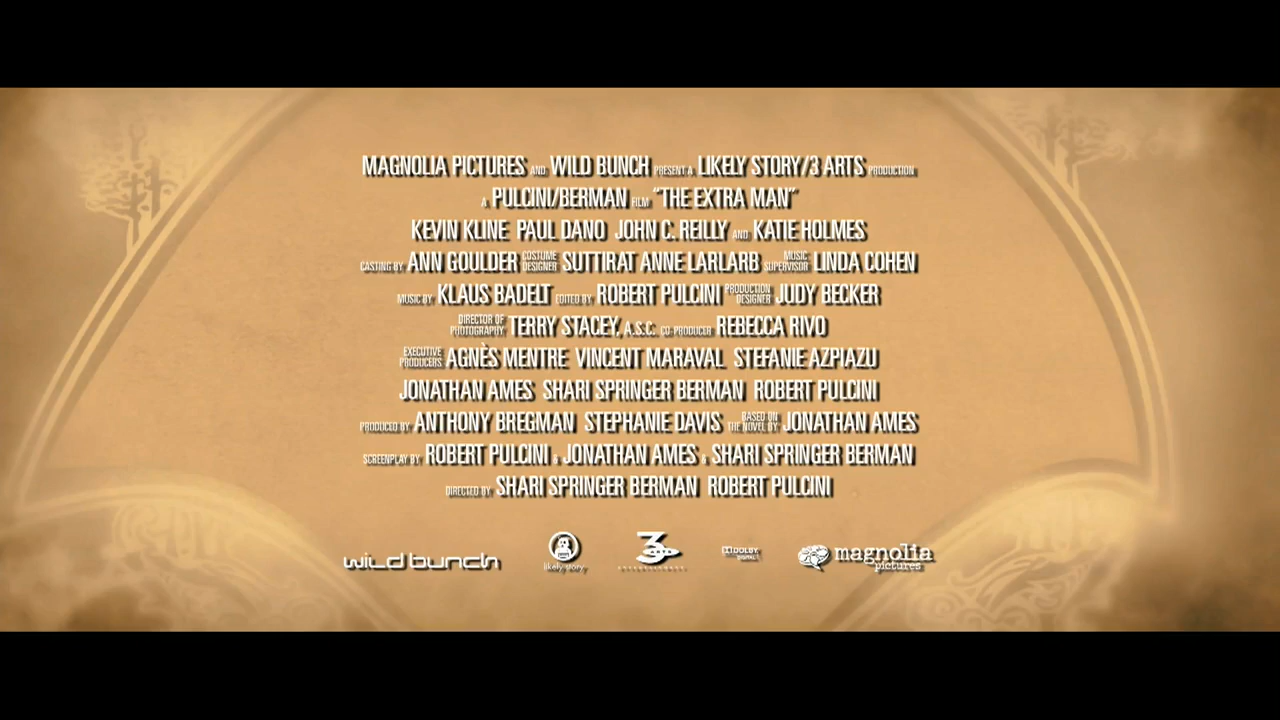 MAGNOLIA PICTURES AND WILD BUNCH PRESENT A LIKELY STORY/3 ARTS PRODUCTION
A PULCINI/BERMAN FILM "THE EXTRA MAN"
KEVIN KLINE PAUL DANO JOHN C. REILLY AND KATIE HOLMES
CASTING BY ANN GOULDER COSTUME DESIGNER SUTTIRAT ANNE LARLARB MUSIC SUPERVISOR LINDA COHEN
MUSIC BY KLAUS BADELT EDITED BY ROBERT PULCINI PRODUCTION DESIGNER JUDY BECKER
DIRECTOR OF PHOTOGRAPHY TERRY STACEY, A.S.C. CO-PRODUCER REBECCA RIVO
EXECUTIVE PRODUCERS AGNÈS MENTRE VINCENT MARAVAL STEFANIE AZPIAZU
JONATHAN AMES SHARI SPRINGER BERMAN ROBERT PULCINI
PRODUCED BY ANTHONY BREGMAN STEPHANIE DAVIS BASED ON THE NOVEL BY JONATHAN AMES
SCREENPLAY BY ROBERT PULCINI & JONATHAN AMES & SHARI SPRINGER BERMAN
DIRECTED BY SHARI SPRINGER BERMAN ROBERT PULCINI
wild bunch likely story 3 DOLBY DIGITAL magnolia pictures